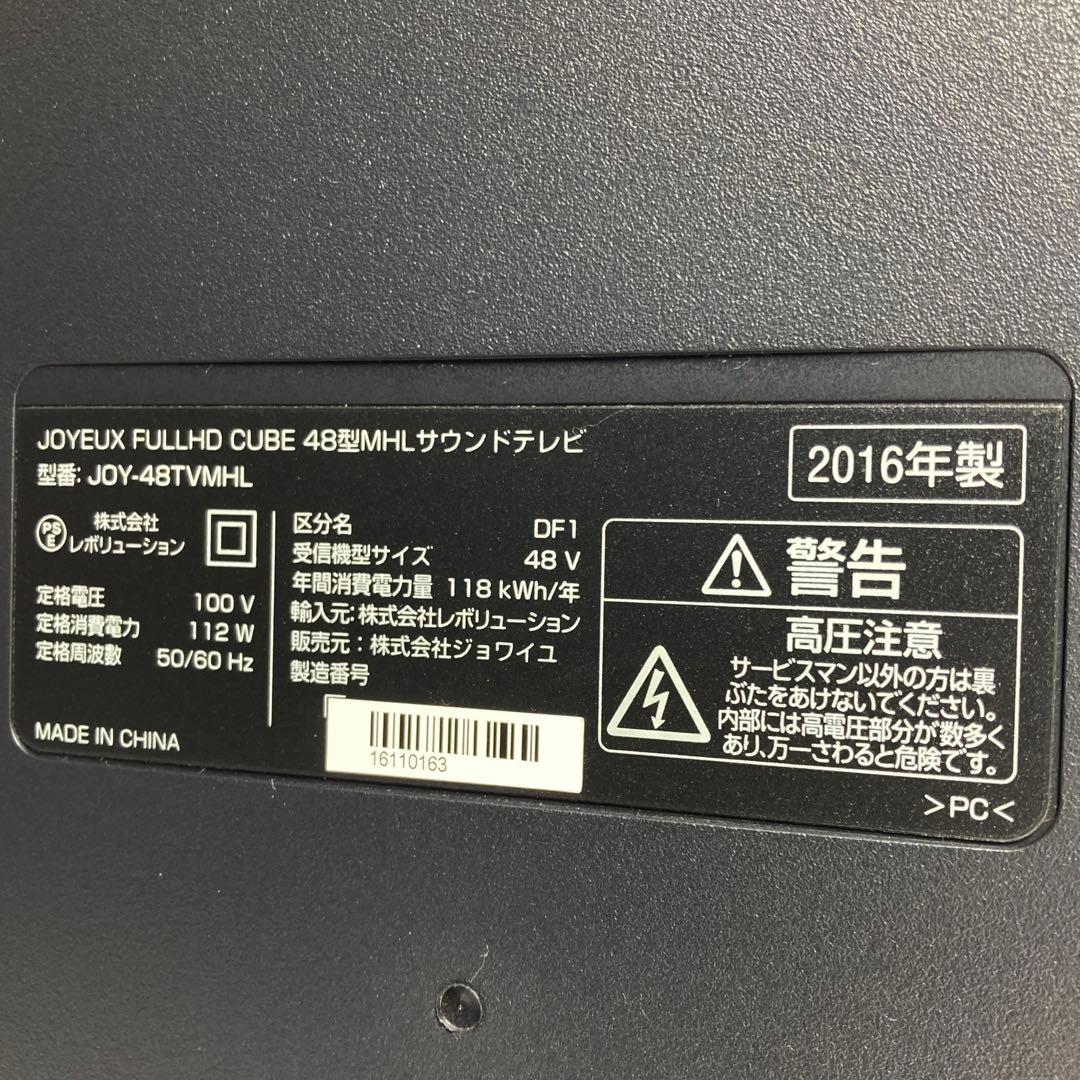 JOYEUX FULLHD CUBE 48型MHLサウンドテレビ
型番: JOY-48TVMHL
2016年製
PSE
株式会社
レボリューション
定格電圧 100 V
定格消費電力 112 W
定格周波数 50/60 Hz
MADE IN CHINA
区分名 DF1
受信機型サイズ 48 V
年間消費電力量 118 kWh/年
輸入元: 株式会社レボリューション
販売元: 株式会社ジョワイユ
製造番号
16110163
警告
高圧注意
サービスマン以外の方は裏
ぶたをあけないでください。
内部には高電圧部分が数多く
あり、万一さわると危険です。
>PC<